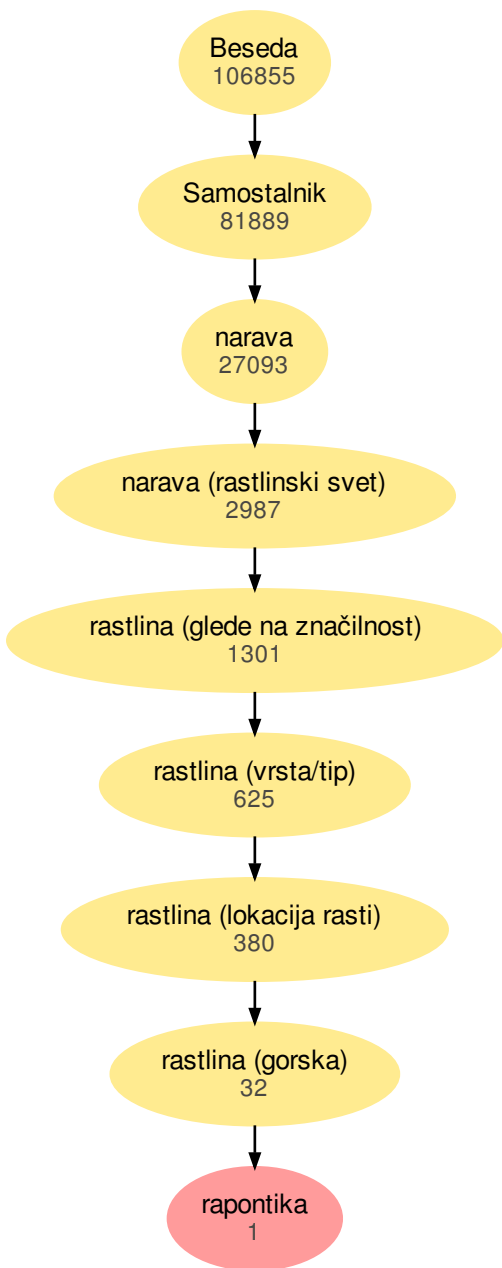 Beseda
106855
Samostalnik
81889
narava
27093
narava (rastlinski svet)
2987
rastlina (glede na značilnost)
1301
rastlina (vrsta/tip)
625
rastlina (lokacija rasti)
380
rastlina (gorska)
32
rapontika
1